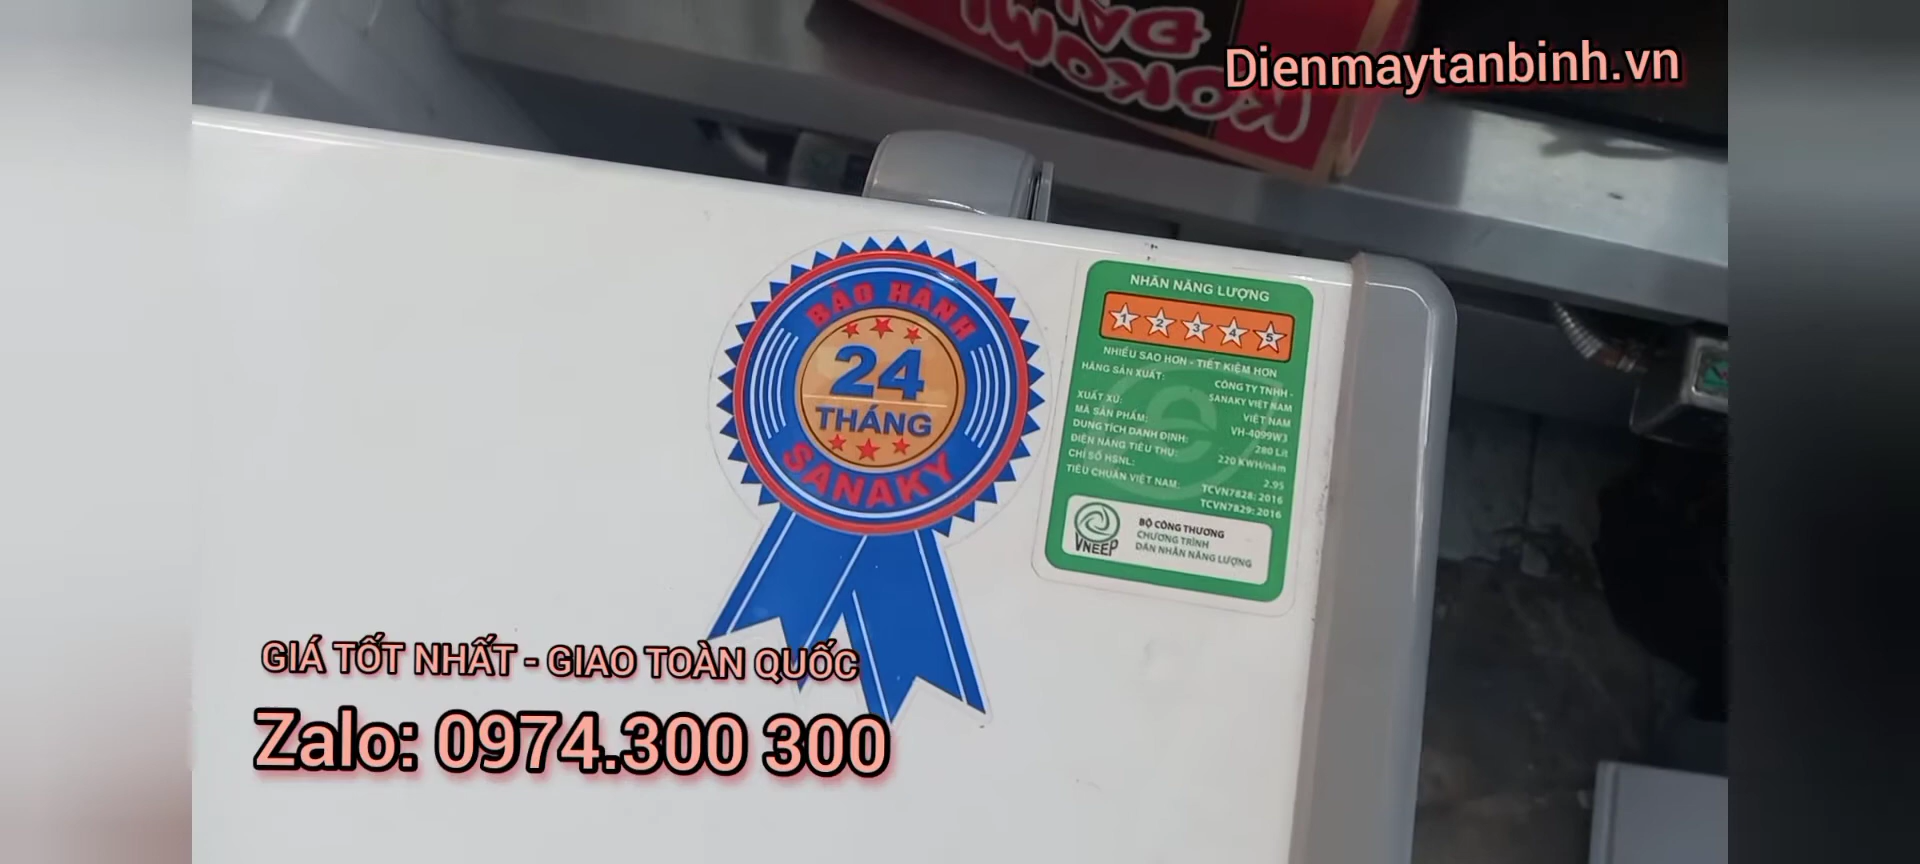 KOKOMI
ĐẠI
Dienmaytanbinh.vn
BẢO HÀNH
24
THÁNG
SANAKY
NHÃN NĂNG LƯỢNG
1 2 3 4 5
NHIỀU SAO HƠN - TIẾT KIỆM HƠN
HÃNG SẢN XUẤT: CÔNG TY TNHH -
SANAKY VIỆT NAM
XUẤT XỨ: VIỆT NAM
MÃ SẢN PHẨM: VH-4099W3
DUNG TÍCH DANH ĐỊNH: 280 Lít
ĐIỆN NĂNG TIÊU THỤ: 220 KWH/năm
CHỈ SỐ HSNL: 2.95
TIÊU CHUẨN VIỆT NAM: TCVN7828: 2016
TCVN7829: 2016
VNEEP
BỘ CÔNG THƯƠNG
CHƯƠNG TRÌNH
DÁN NHÃN NĂNG LƯỢNG
GIÁ TỐT NHẤT - GIAO TOÀN QUỐC
Zalo: 0974.300 300